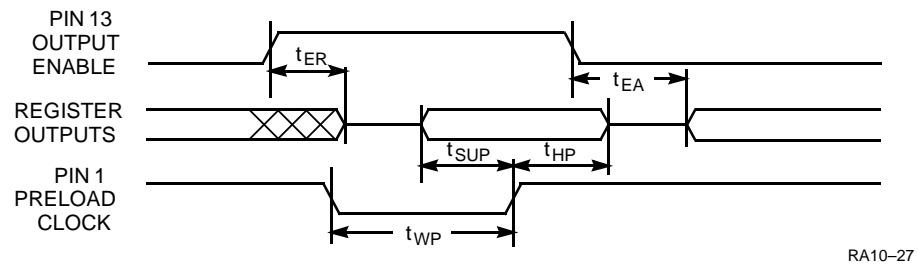 PIN 13
OUTPUT
ENABLE
tER
tEA
REGISTER
OUTPUTS
tSUP
tHP
PIN 1
PRELOAD
CLOCK
tWP
RA10–27